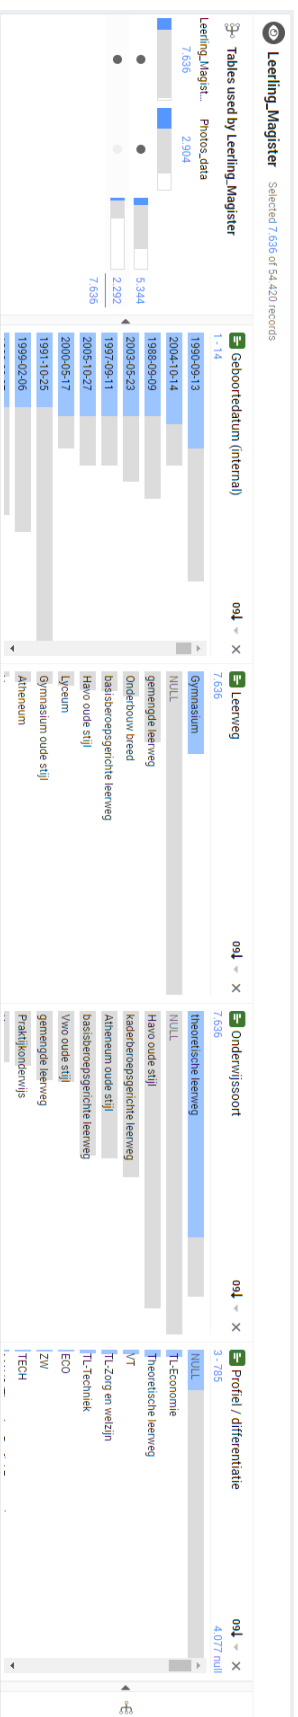 Leerling_Magister Selected 7.636 of 54.420 records
Tables used by Leerling_Magister
Leerling_Magist... Photos_data
7.636 2.904
5.344
2.292
7.636
Geboortedatum (internal)
1 - 14
1990-09-13
2004-10-14
1988-09-09
2003-05-23
1997-09-11
2005-10-27
2000-05-17
1991-10-25
1999-02-06
Leerweg
7.636
Gymnasium
NULL
gemengde leerweg
Onderbouw breed
basisberoepsgerichte leerweg
Havo oude stijl
Lyceum
Gymnasium oude stijl
Atheneum
Onderwijssoort
7.636
theoretische leerweg
NULL
Havo oude stijl
kaderberoepsgerichte leerweg
Atheneum oude stijl
basisberoepsgerichte leerweg
Vwo oude stijl
gemengde leerweg
Praktijkonderwijs
Profiel / differentiatie
3 - 785 4.077 null
NULL
TL-Economie
Theoretische leerweg
VT
TL-Zorg en welzijn
TL-Techniek
ECO
ZW
TECH